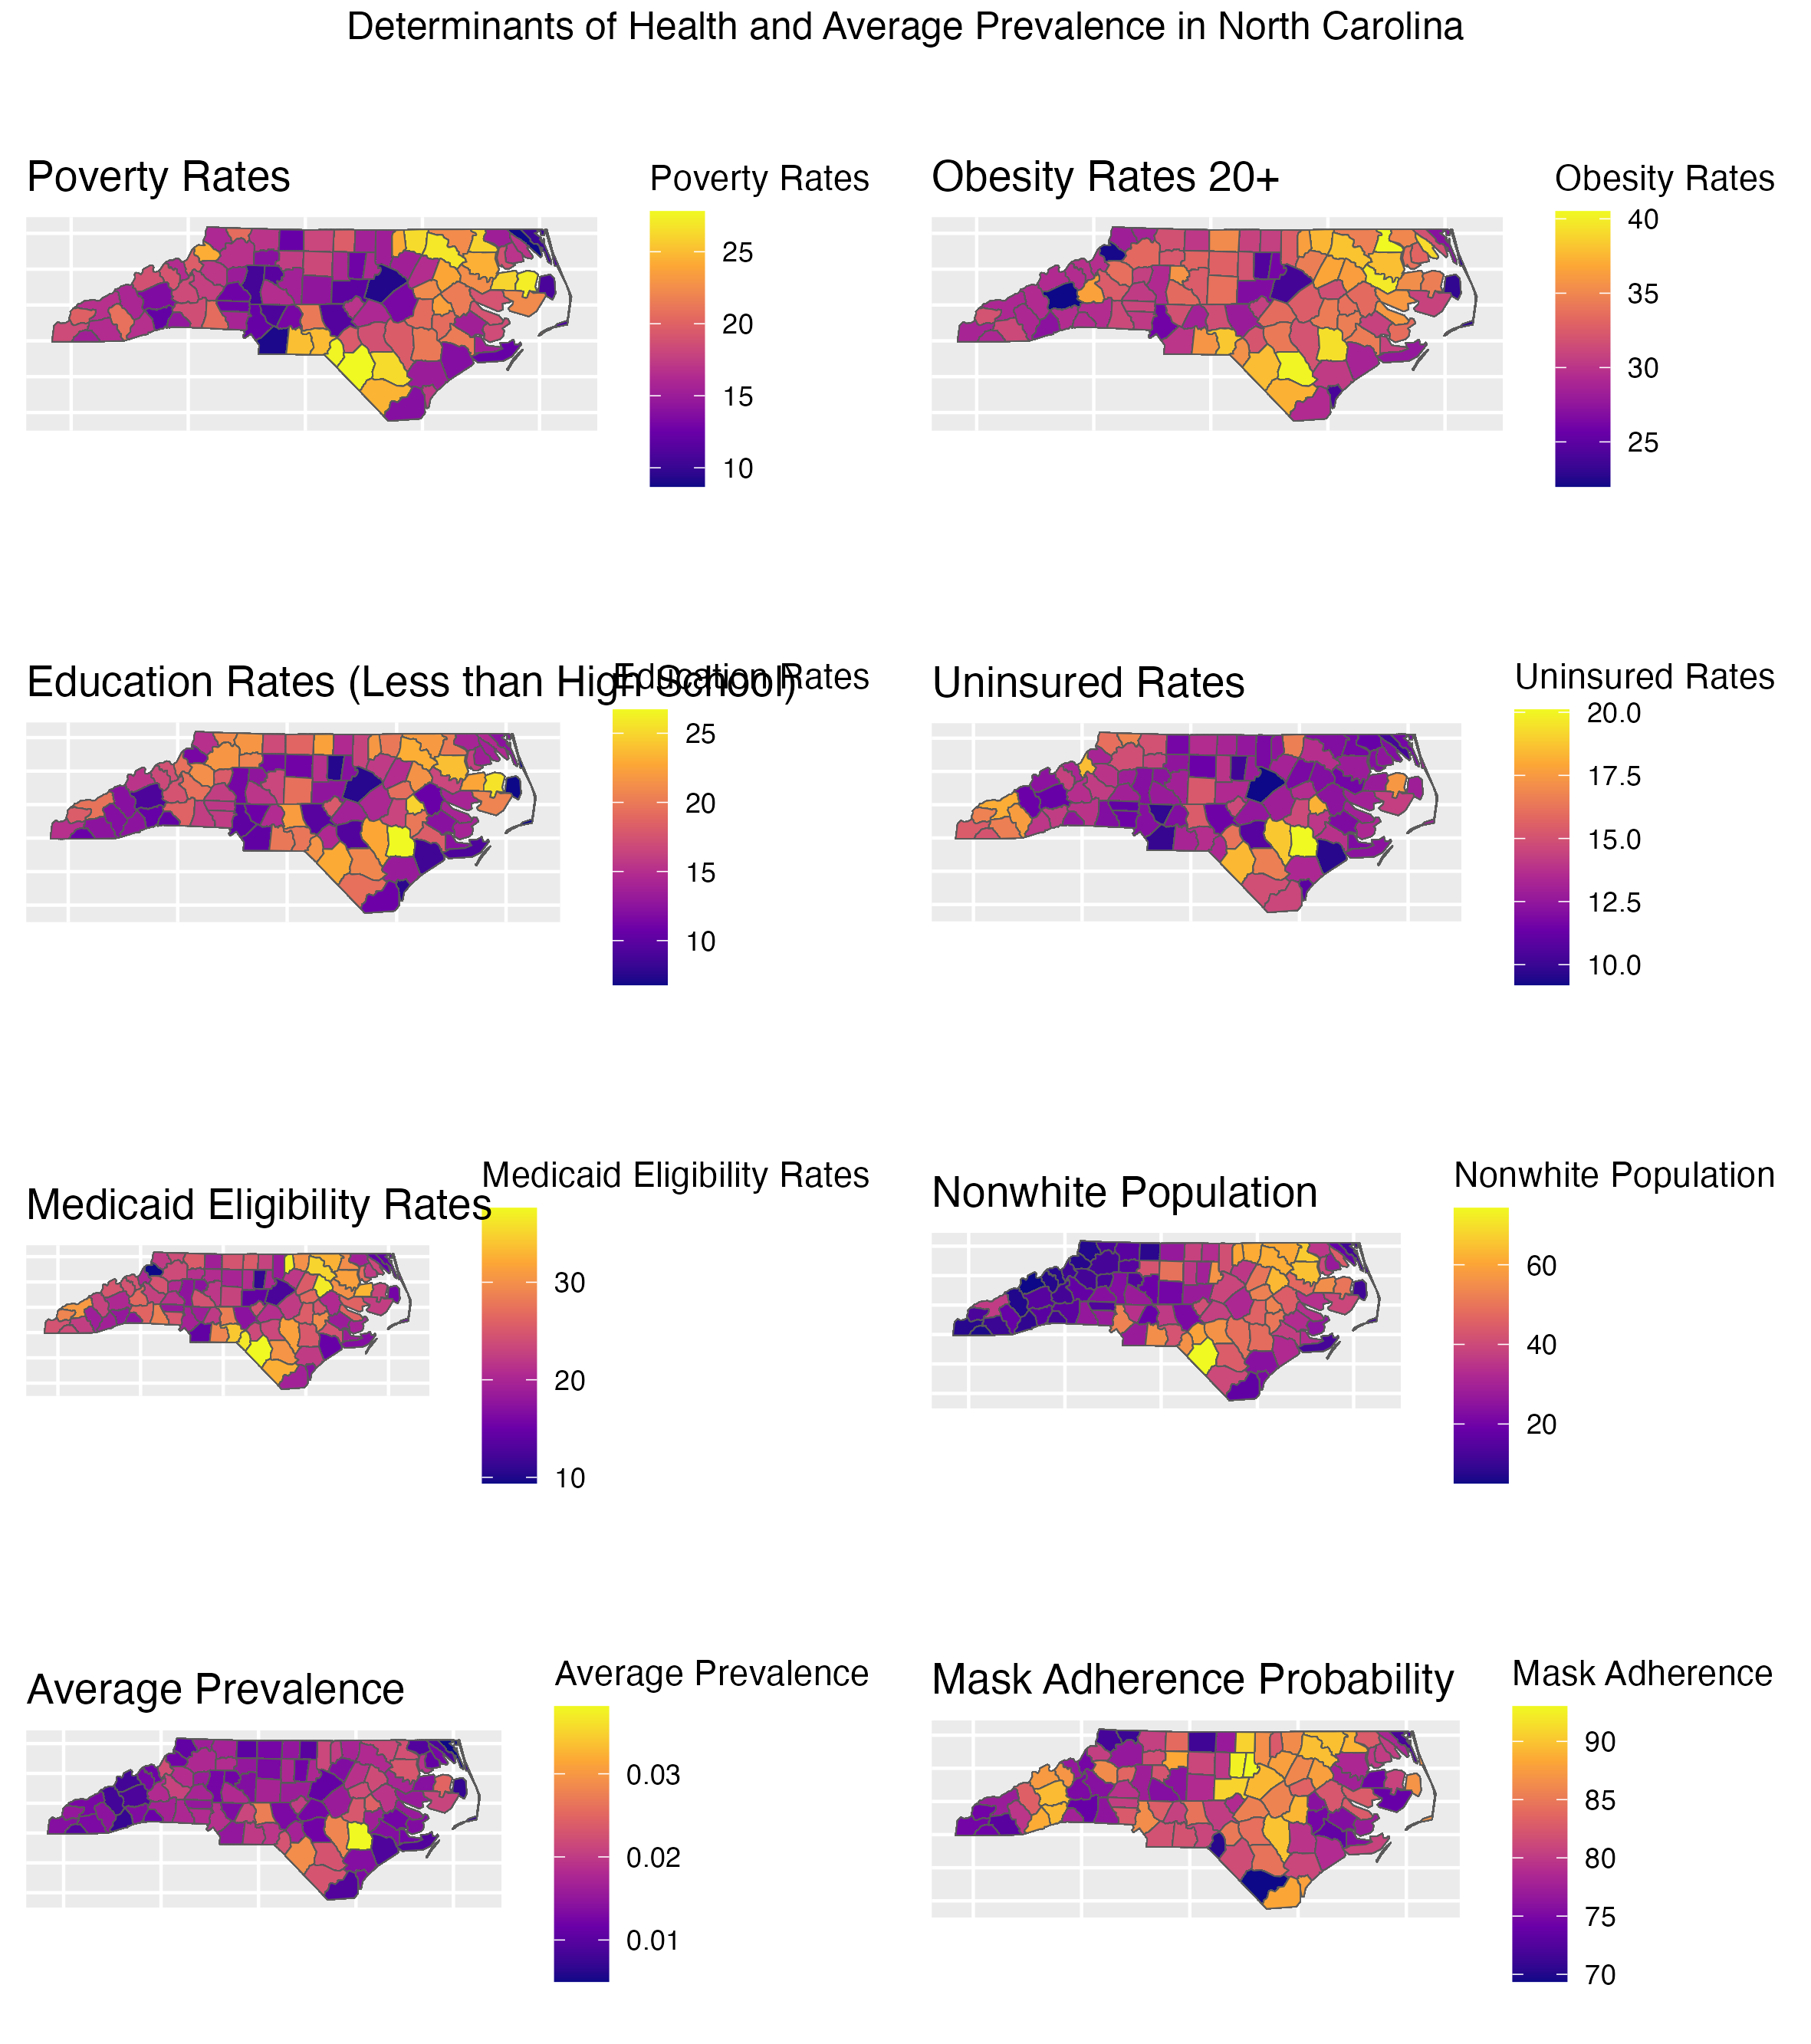 Determinants of Health and Average Prevalence in North Carolina
Poverty Rates
Poverty Rates
25
20
15
10
Obesity Rates 20+
Obesity Rates
40
35
30
25
Education Rates (Less than High School)
Education Rates
25
20
15
10
Uninsured Rates
Uninsured Rates
20.0
17.5
15.0
12.5
10.0
Medicaid Eligibility Rates
Medicaid Eligibility Rates
30
20
10
Nonwhite Population
Nonwhite Population
60
40
20
Average Prevalence
Average Prevalence
0.03
0.02
0.01
Mask Adherence Probability
Mask Adherence
90
85
80
75
70